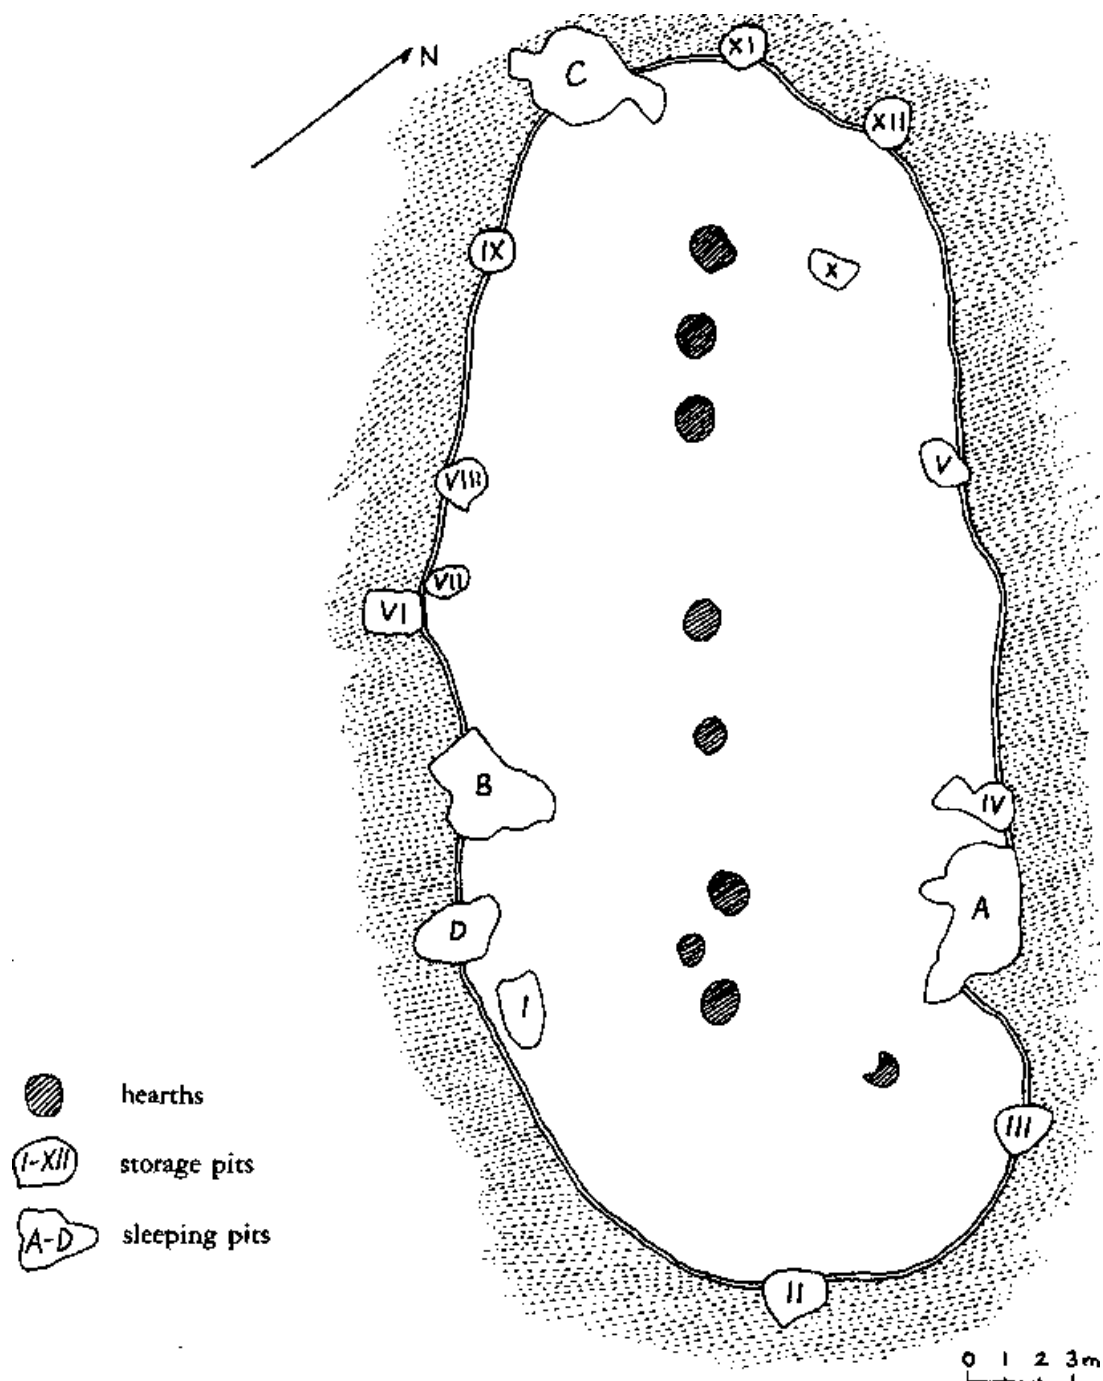 N
C
XI
XII
IX
X
VIII
V
VII
VI
B
IV
A
D
I
III
II
hearths
I-XII storage pits
A-D sleeping pits
0 1 2 3m